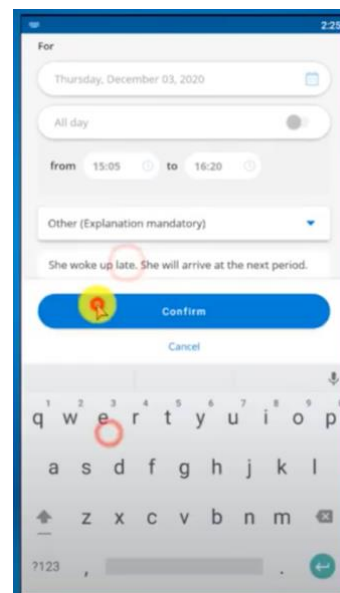 2:25
For
Thursday, December 03, 2020
All day
from 15:05 to 16:20
Other (Explanation mandatory)
She woke up late. She will arrive at the next period.
Confirm
Cancel
1 2 3 4 5 6 7 8 9 0
q w e r t y u i o p
a s d f g h j k l
z x c v b n m
?123 , .